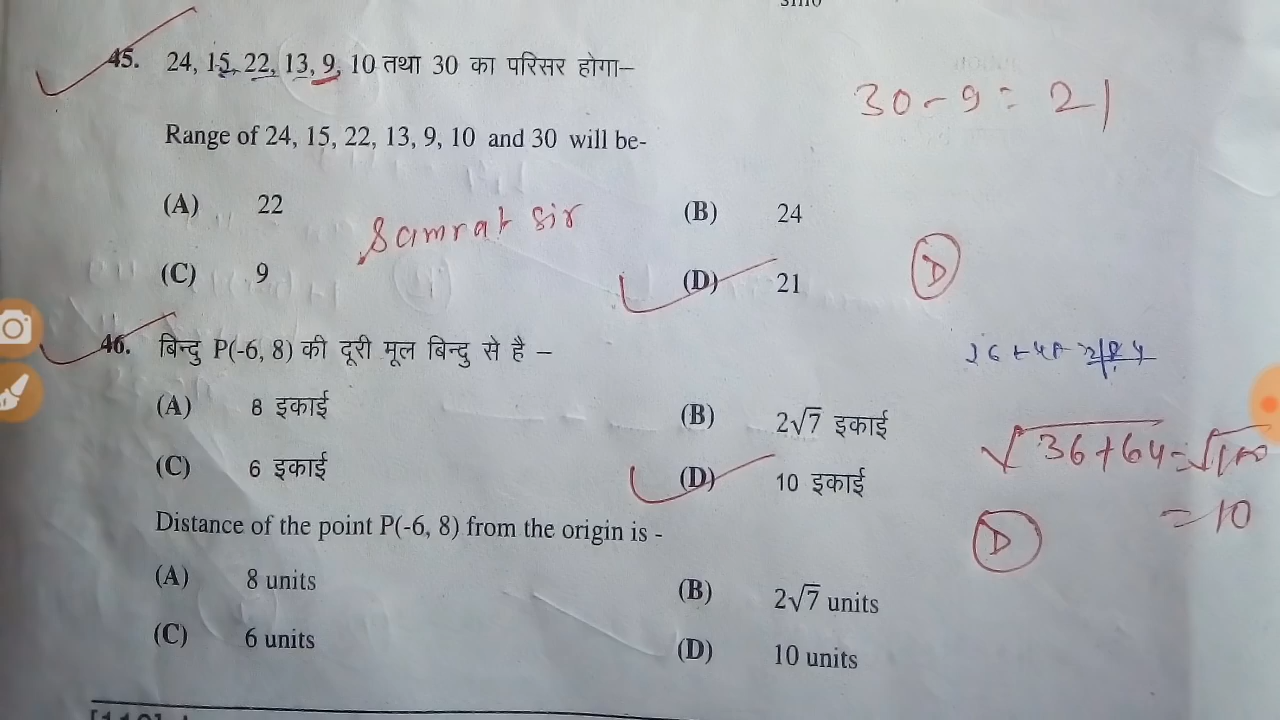 45. 24, 15, 22, 13, 9, 10 तथा 30 का परिसर होगा–
30 - 9 = 21
Range of 24, 15, 22, 13, 9, 10 and 30 will be-
(A) 22
(B) 24
Samrat Sir
(C) 9
(D) 21
D
46. बिन्दु P(-6, 8) की दूरी मूल बिन्दु से है –
(A) 8 इकाई
(B) 2√7 इकाई
√36+64 = √100
(C) 6 इकाई
(D) 10 इकाई
= 10
D
Distance of the point P(-6, 8) from the origin is -
(A) 8 units
(B) 2√7 units
(C) 6 units
(D) 10 units